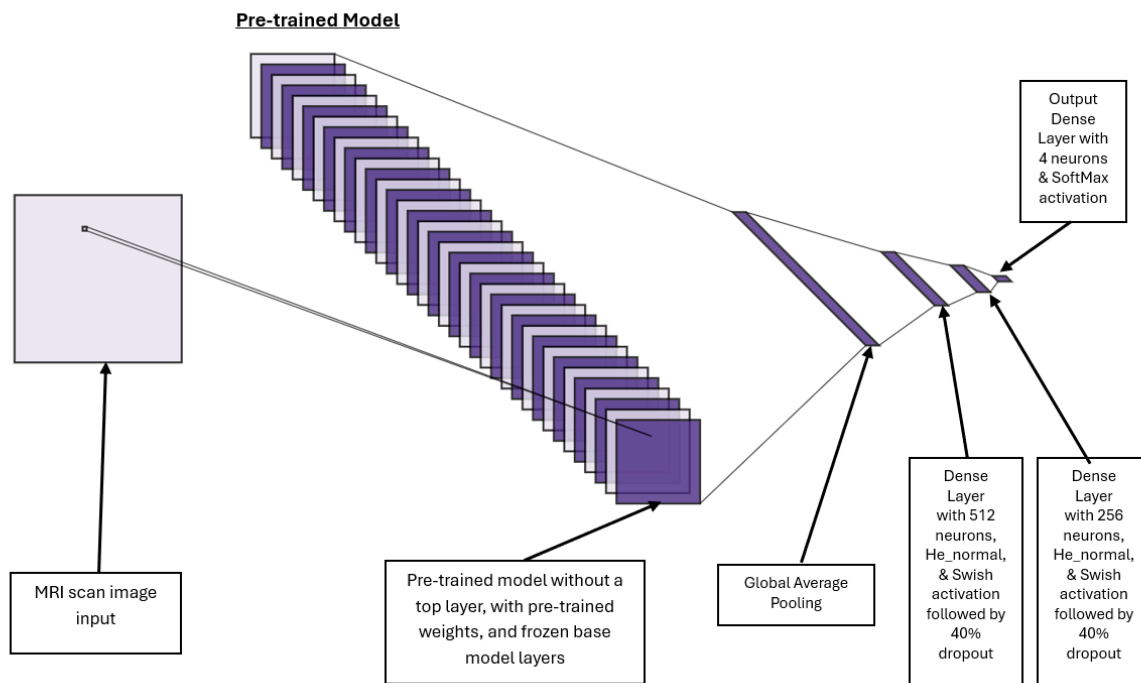 Pre-trained Model
Output
Dense
Layer with
4 neurons
& SoftMax
activation
MRI scan image
input
Pre-trained model without a
top layer, with pre-trained
weights, and frozen base
model layers
Global Average
Pooling
Dense
Layer
with 512
neurons,
He_normal,
& Swish
activation
followed by
40%
dropout
Dense
Layer
with 256
neurons,
He_normal,
& Swish
activation
followed by
40%
dropout